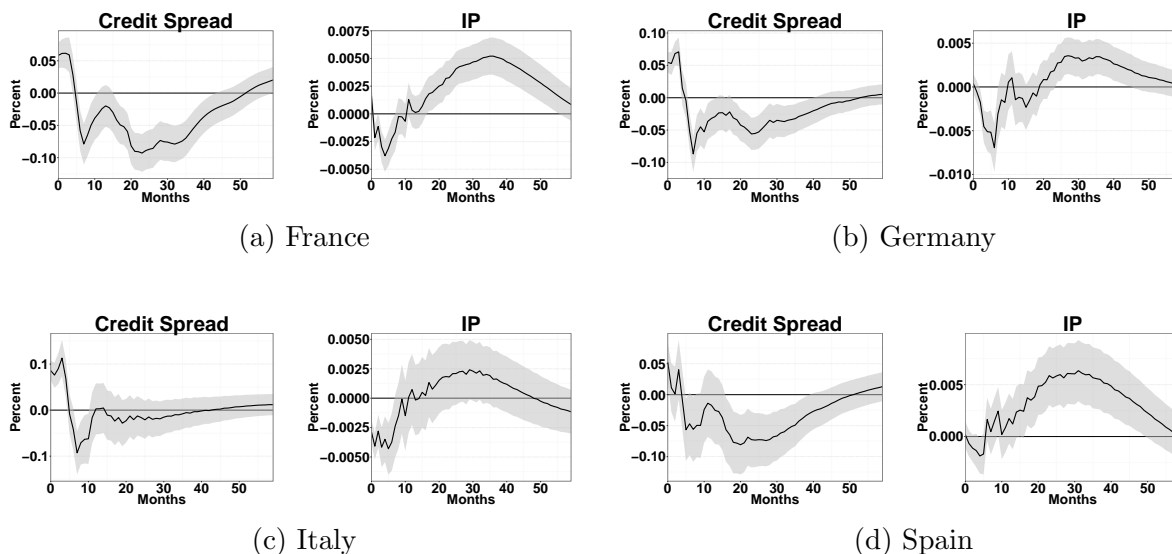 Credit Spread
Percent
0.05
0.00
−0.05
−0.10
0 10 20 30 40 50
Months
IP
Percent
0.0075
0.0050
0.0025
0.0000
−0.0025
−0.0050
0 10 20 30 40 50
Months
(a) France
Credit Spread
Percent
0.10
0.05
0.00
−0.05
−0.10
0 10 20 30 40 50
Months
IP
Percent
0.005
0.000
−0.005
−0.010
0 10 20 30 40 50
Months
(b) Germany
Credit Spread
Percent
0.1
0.0
−0.1
0 10 20 30 40 50
Months
IP
Percent
0.0050
0.0025
0.0000
−0.0025
−0.0050
0 10 20 30 40 50
Months
(c) Italy
Credit Spread
Percent
0.05
0.00
−0.05
−0.10
0 10 20 30 40 50
Months
IP
Percent
0.005
0.000
0 10 20 30 40 50
Months
(d) Spain